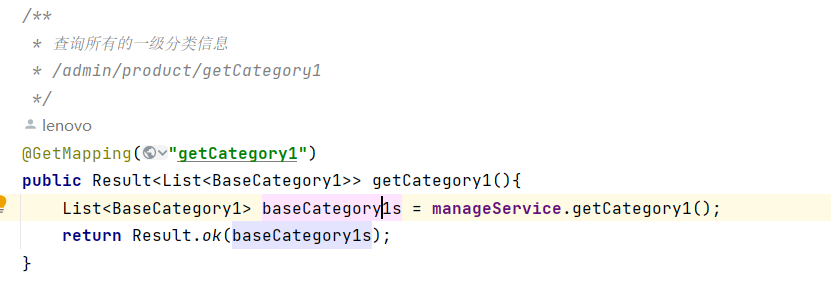 /**
 * 查询所有的一级分类信息
 * /admin/product/getCategory1
 */
lenovo
@GetMapping("getCategory1")
public Result<List<BaseCategory1>> getCategory1(){
    List<BaseCategory1> baseCategory1s = manageService.getCategory1();
    return Result.ok(baseCategory1s);
}